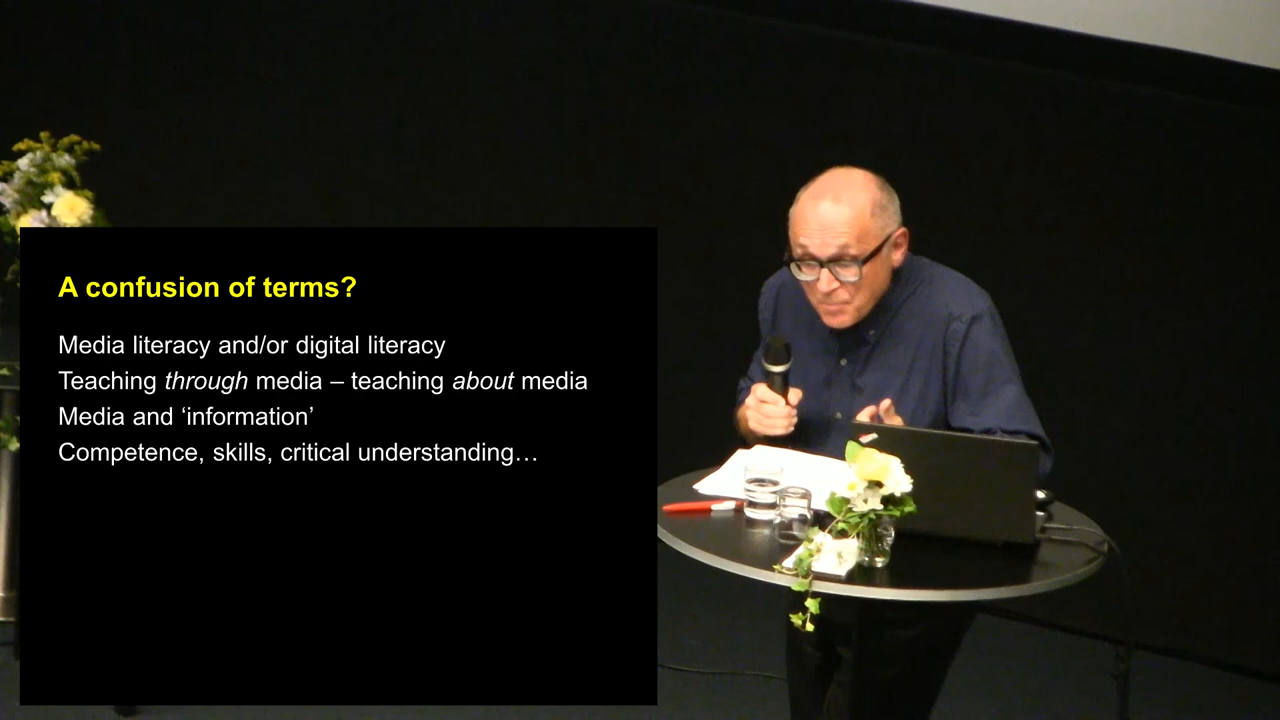 A confusion of terms?
Media literacy and/or digital literacy
Teaching through media – teaching about media
Media and ‘information’
Competence, skills, critical understanding…